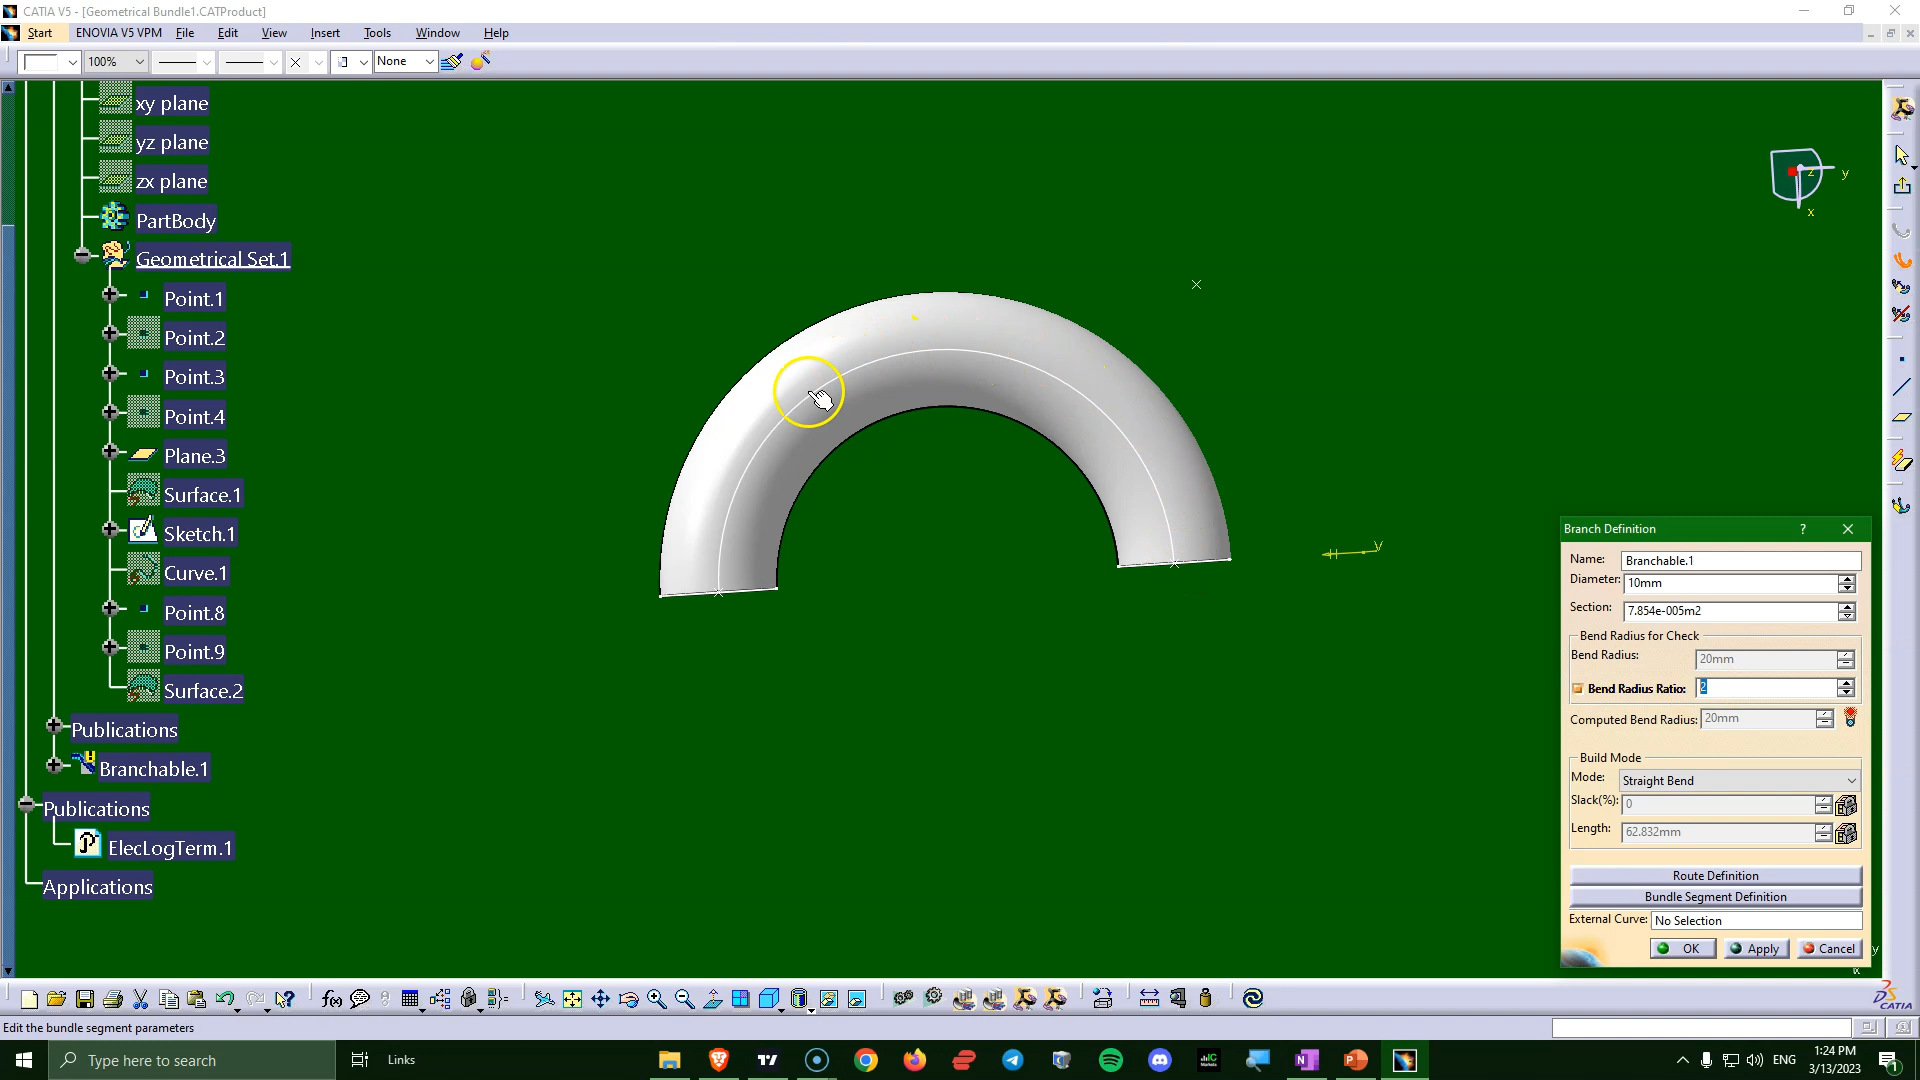 CATIA V5 - [Geometrical Bundle1.CATProduct]
Start ENOVIA V5 VPM File Edit View Insert Tools Window Help
100% None
xy plane
yz plane
zx plane
PartBody
Geometrical Set.1
Point.1
Point.2
Point.3
Point.4
Plane.3
Surface.1
Sketch.1
Curve.1
Point.8
Point.9
Surface.2
Publications
Branchable.1
Publications
ElecLogTerm.1
Applications
z
y
x
y
Branch Definition ?
Name: Branchable.1
Diameter: 10mm
Section: 7.854e-005m2
Bend Radius for Check
Bend Radius: 20mm
Bend Radius Ratio: 2
Computed Bend Radius: 20mm
Build Mode
Mode: Straight Bend
Slack(%): 0
Length: 62.832mm
Route Definition
Bundle Segment Definition
External Curve: No Selection
OK Apply Cancel
y
x
f(x)
CATIA
Edit the bundle segment parameters
Type here to search
Links
ENG
1:24 PM
3/13/2023
1